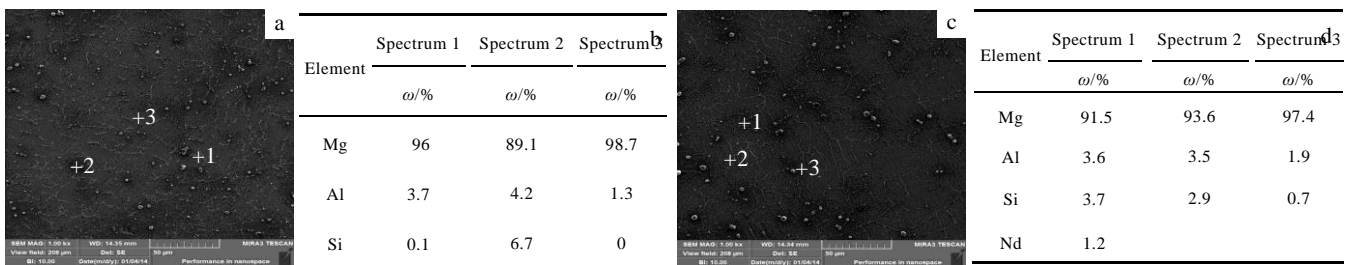 a
+3
+2
+1
SEM MAG: 1.00 kx WD: 14.35 mm MIRA3 TESCAN
View field: 208 μm Det: SE 50 μm
BI: 10.00 Date(m/d/y): 01/04/14 Performance in nanospace
b
Element Spectrum 1 Spectrum 2 Spectrum 3
ω/% ω/% ω/%
Mg 96 89.1 98.7
Al 3.7 4.2 1.3
Si 0.1 6.7 0
c
+1
+2
+3
SEM MAG: 1.00 kx WD: 14.34 mm MIRA3 TESCAN
View field: 208 μm Det: SE 50 μm
BI: 10.00 Date(m/d/y): 01/04/14 Performance in nanospace
d
Element Spectrum 1 Spectrum 2 Spectrum 3
ω/% ω/% ω/%
Mg 91.5 93.6 97.4
Al 3.6 3.5 1.9
Si 3.7 2.9 0.7
Nd 1.2